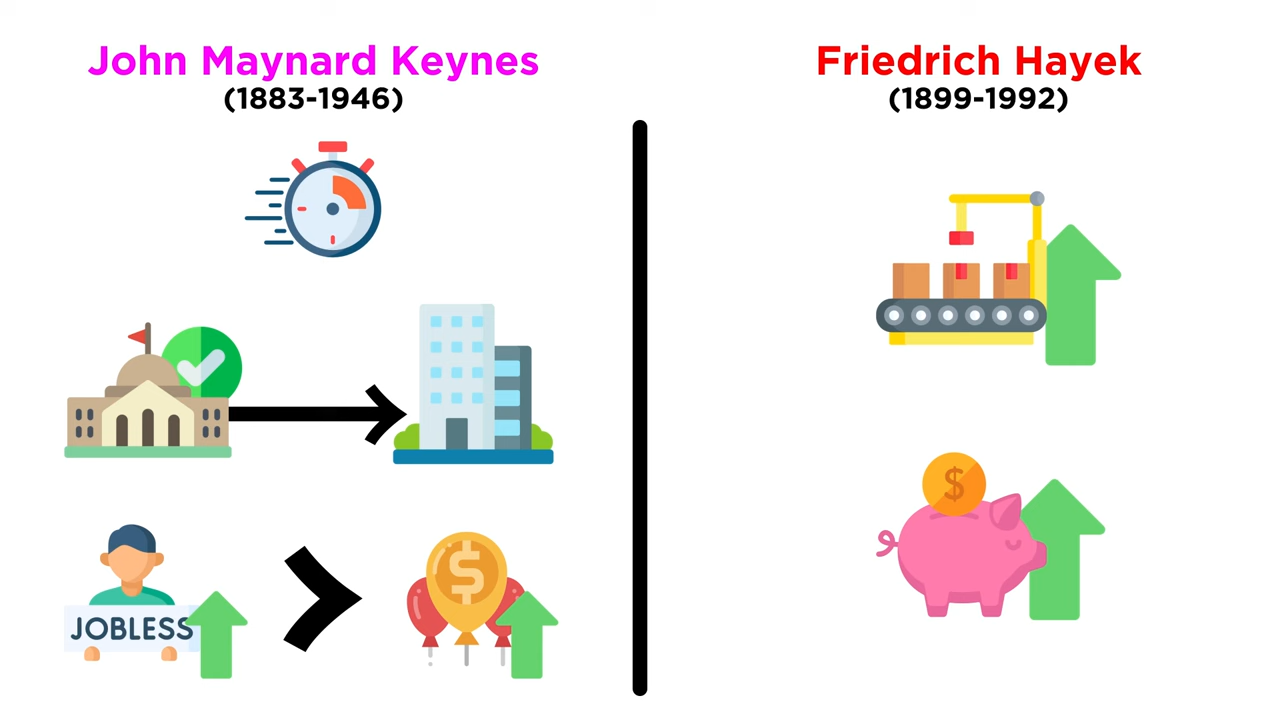 John Maynard Keynes
(1883-1946)
Friedrich Hayek
(1899-1992)
JOBLESS
$
$